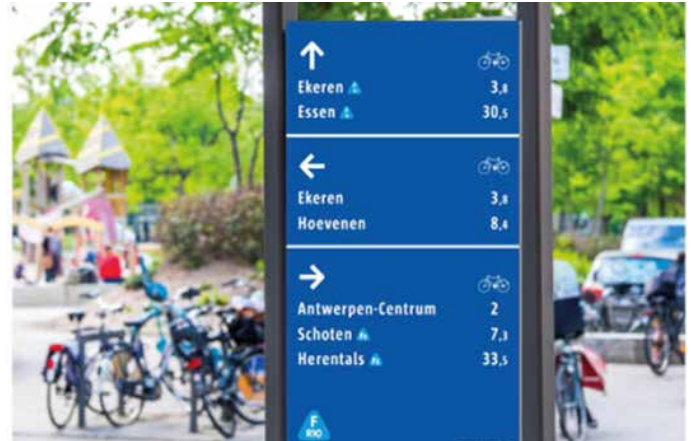 ↑
Ekeren 3,8
Essen 30,5
←
Ekeren 3,8
Hoevenen 8,4
→
Antwerpen-Centrum 2
Schoten 7,3
Herentals 33,5
F
R10